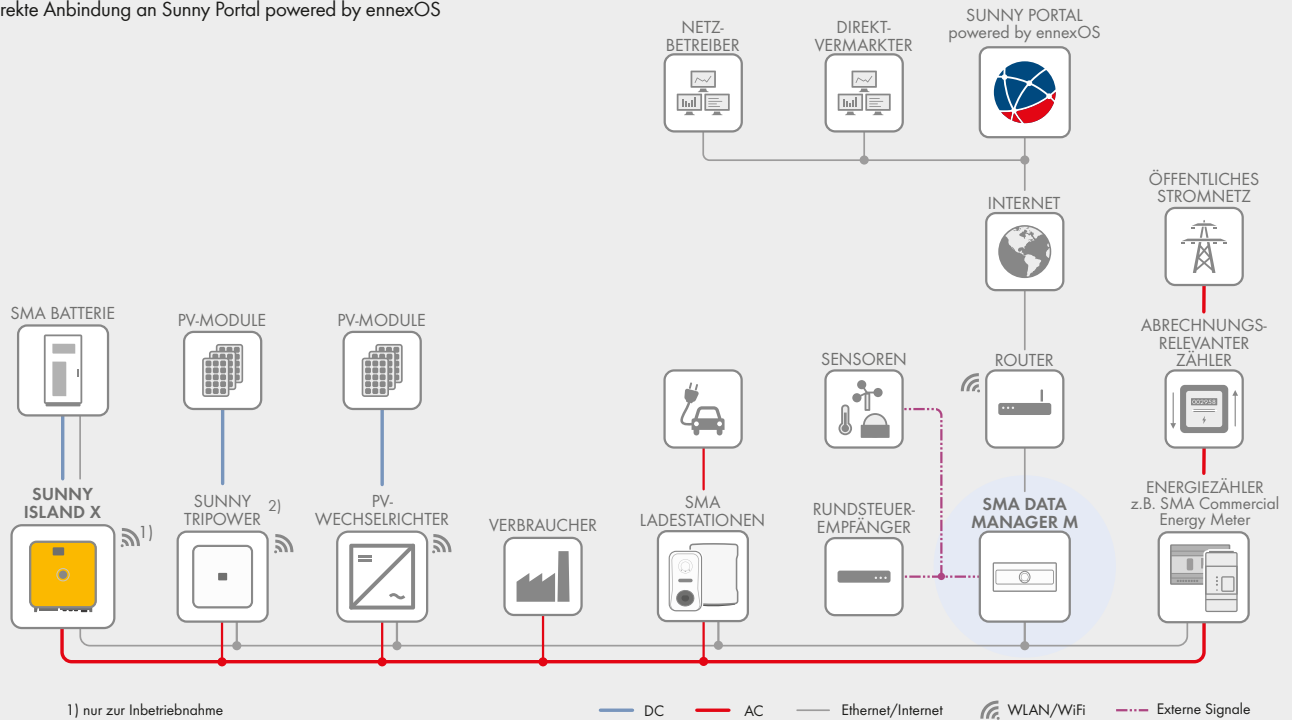 rekte Anbindung an Sunny Portal powered by ennexOS
NETZ-
BETREIBER
DIREKT-
VERMARKTER
SUNNY PORTAL
powered by ennexOS
INTERNET
ÖFFENTLICHES
STROMNETZ
SMA BATTERIE
PV-MODULE
PV-MODULE
SENSOREN
ROUTER
ABRECHNUNGS-
RELEVANTER
ZÄHLER
SUNNY
ISLAND X
1)
SUNNY
TRIPOWER 2)
PV-
WECHSELRICHTER
VERBRAUCHER
SMA
LADESTATIONEN
RUNDSTEUER-
EMPFÄNGER
SMA DATA
MANAGER M
ENERGIEZÄHLER
z.B. SMA Commercial
Energy Meter
1) nur zur Inbetriebnahme
DC
AC
Ethernet/Internet
WLAN/WiFi
Externe Signale